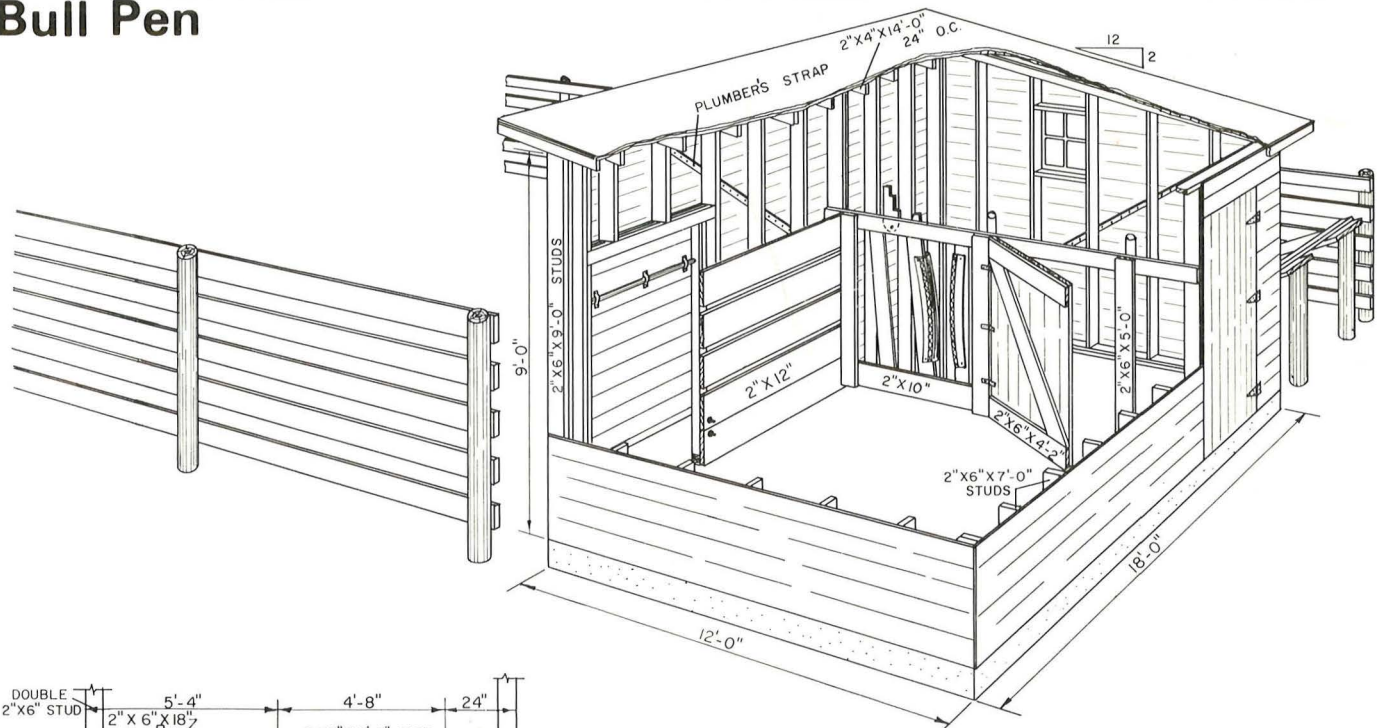 Bull Pen
2"X4"X14'-0"
24" O.C.
12
2
PLUMBER'S STRAP
9'-0"
2"X6"X9'-0" STUDS
2"X12"
2"X10"
2"X6"X5'-0"
2"X6"X4'-2"
2"X6"X7'-0"
STUDS
18'-0"
12'-0"
DOUBLE
2"X6" STUD
5'-4"
4'-8"
24"
2"X 6"X18"